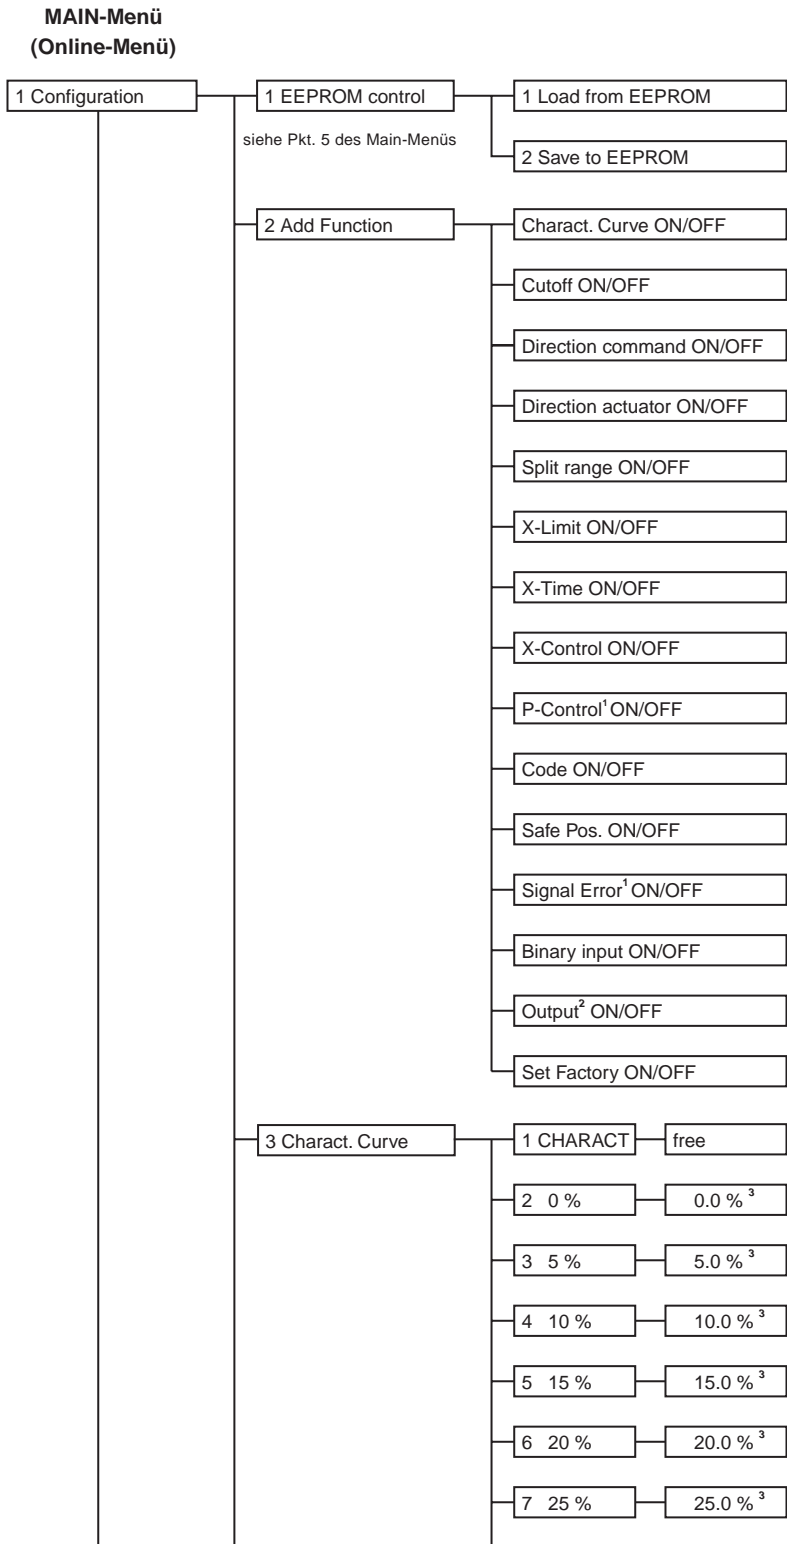 MAIN-Menü
(Online-Menü)
1 Configuration
1 EEPROM control
1 Load from EEPROM
siehe Pkt. 5 des Main-Menüs
2 Save to EEPROM
2 Add Function
Charact. Curve ON/OFF
Cutoff ON/OFF
Direction command ON/OFF
Direction actuator ON/OFF
Split range ON/OFF
X-Limit ON/OFF
X-Time ON/OFF
X-Control ON/OFF
P-Control¹ ON/OFF
Code ON/OFF
Safe Pos. ON/OFF
Signal Error¹ ON/OFF
Binary input ON/OFF
Output² ON/OFF
Set Factory ON/OFF
3 Charact. Curve
1 CHARACT
free
2 0 %
0.0 % ³
3 5 %
5.0 % ³
4 10 %
10.0 % ³
5 15 %
15.0 % ³
6 20 %
20.0 % ³
7 25 %
25.0 % ³